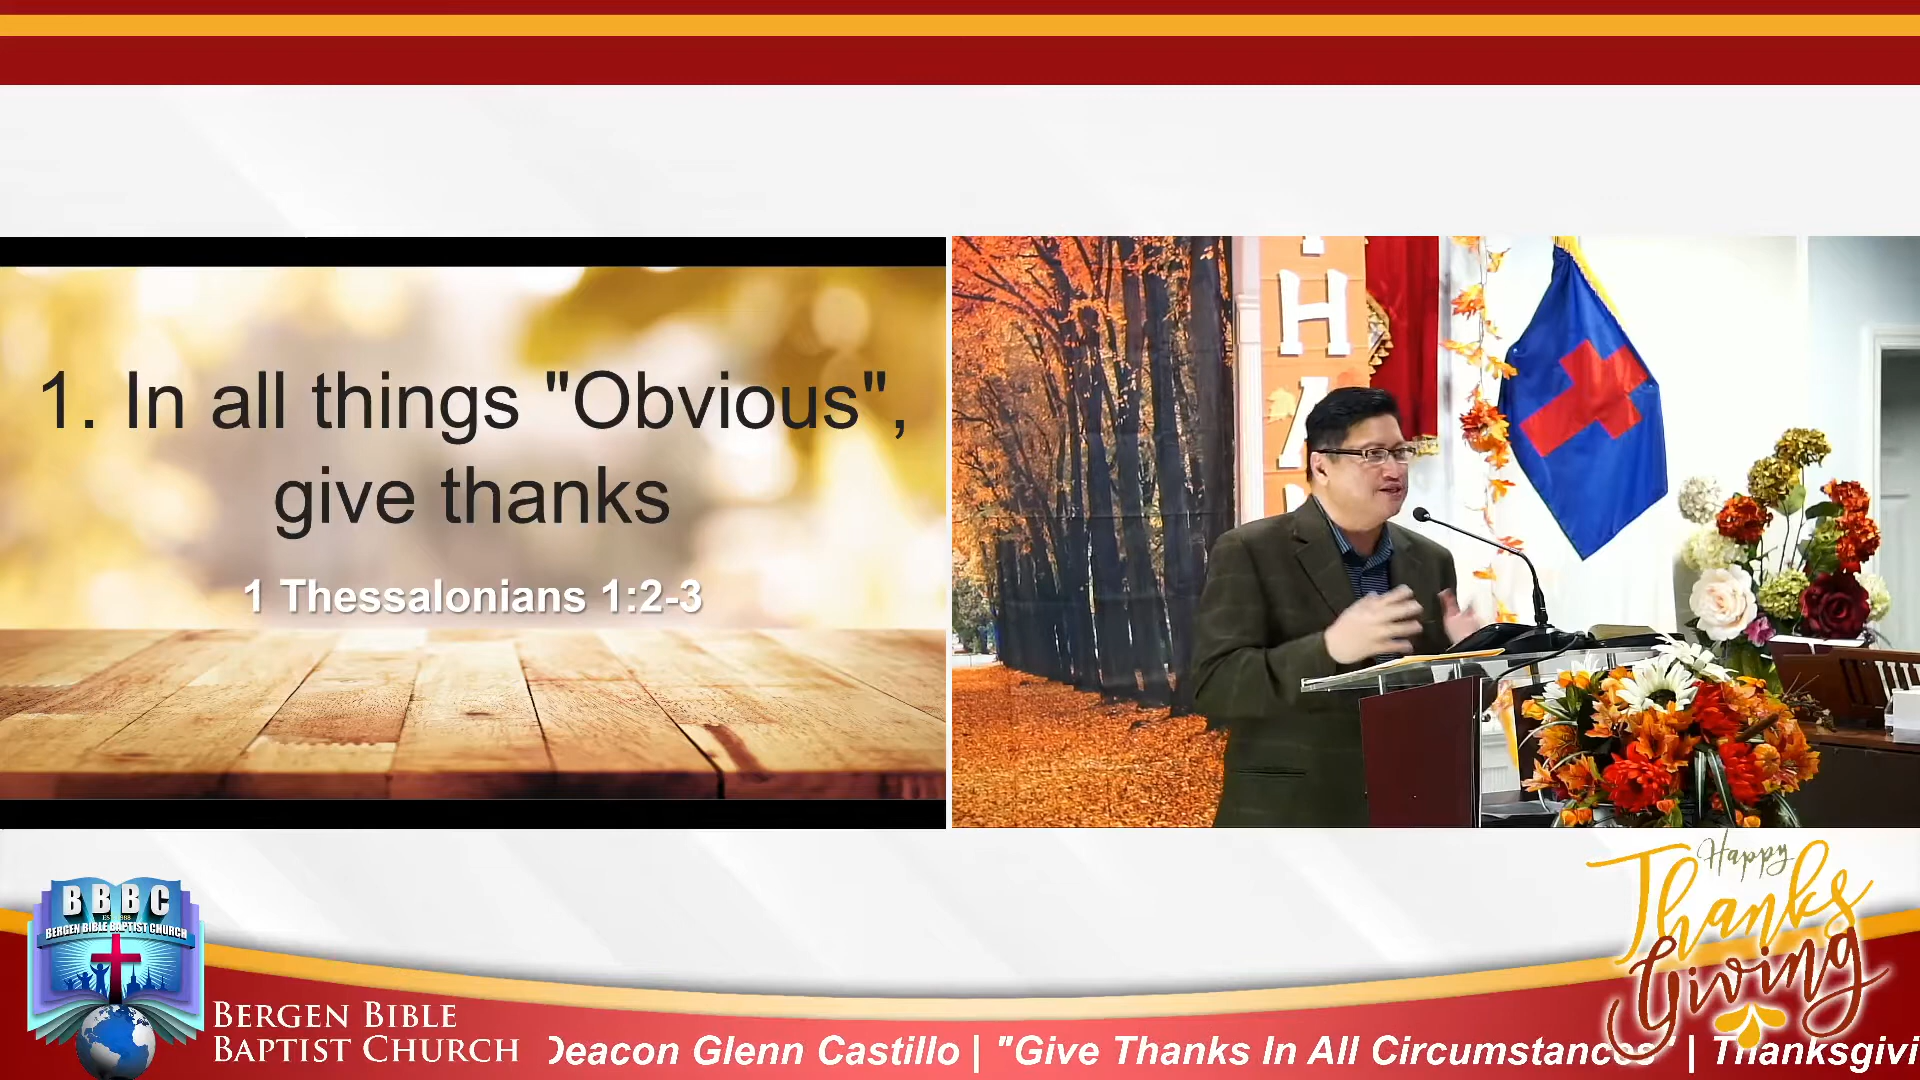 1. In all things "Obvious",
give thanks
1 Thessalonians 1:2-3
H
A
Happy
Thanks
Giving
BBBC
BERGEN BIBLE BAPTIST CHURCH
BERGEN BIBLE
BAPTIST CHURCH
Deacon Glenn Castillo | "Give Thanks In All Circumstances" | Thanksgivi